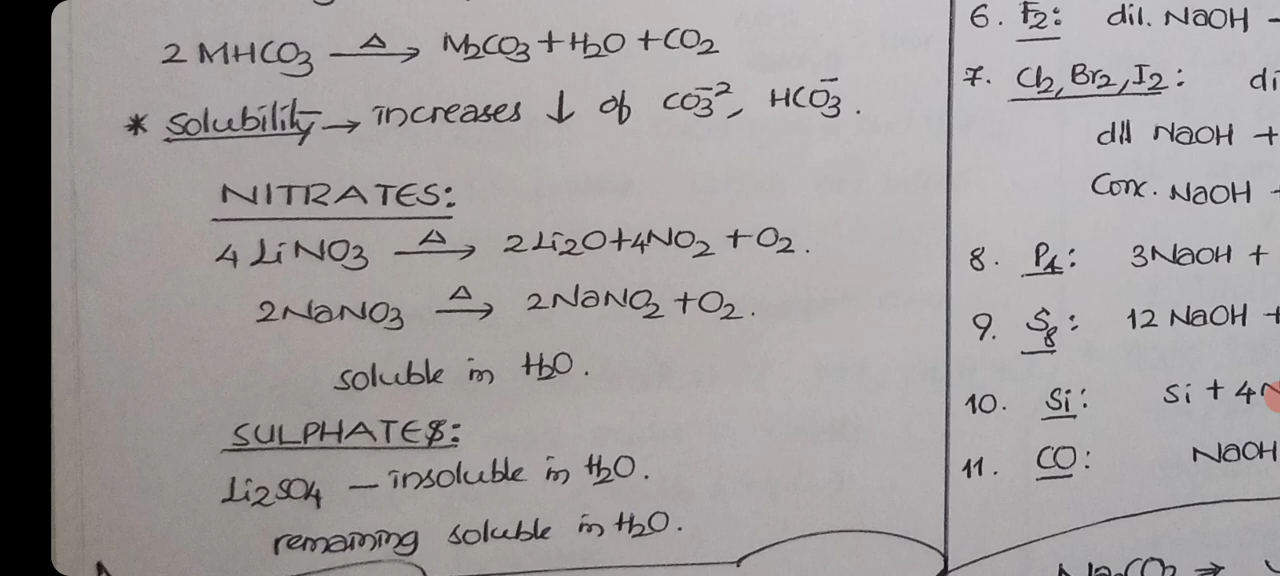 2 MHCO3 —Δ→ M2CO3 + H2O + CO2
* Solubility → increases ↓ of CO3⁻², HCO3⁻.
NITRATES:
4 LiNO3 —Δ→ 2Li2O + 4NO2 + O2.
2NaNO3 —Δ→ 2NaNO2 + O2.
soluble in H2O.
SULPHATES:
Li2SO4 — insoluble in H2O.
remaining soluble in H2O.
6. F2: dil. NaOH
7. Cl2, Br2, I2: di
dil NaOH +
Conc. NaOH
8. P4: 3NaOH +
9. S8: 12 NaOH +
10. Si: Si + 4N
11. CO: NaOH